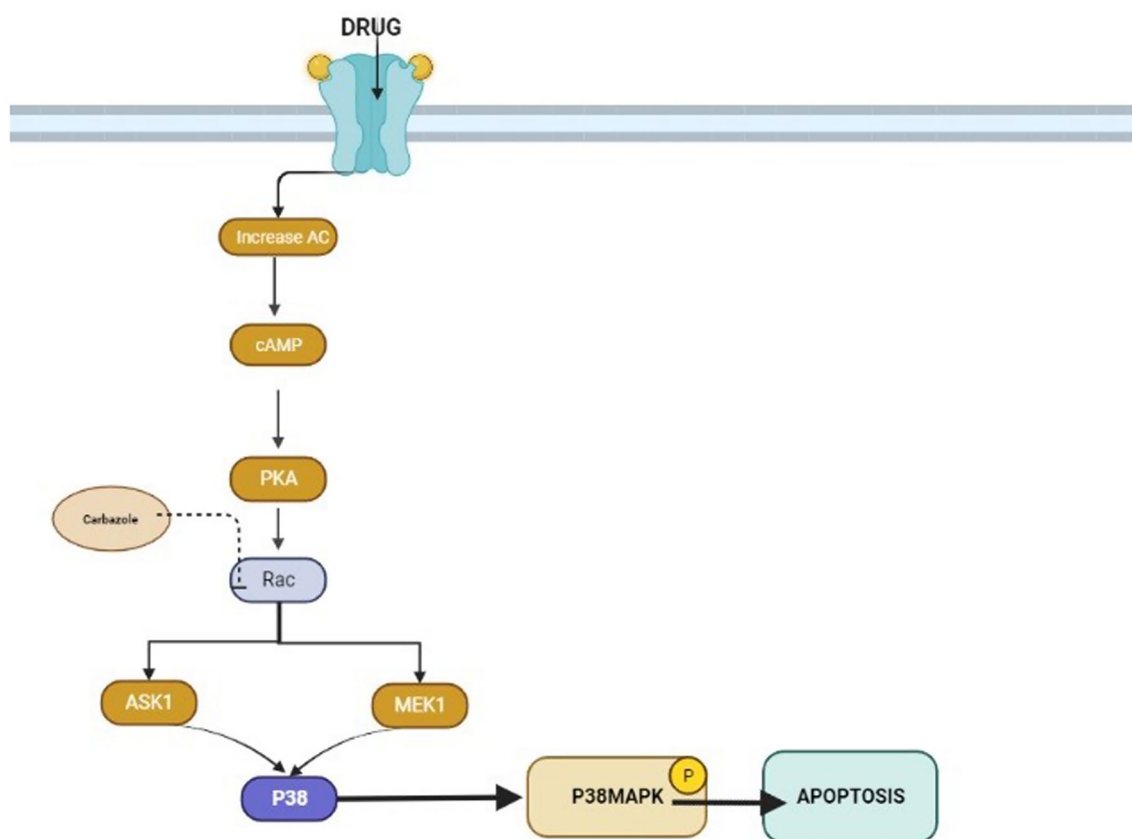 DRUG
Increase AC
cAMP
PKA
Carbazole
Rac
ASK1
MEK1
P38
P38MAPK
P
APOPTOSIS